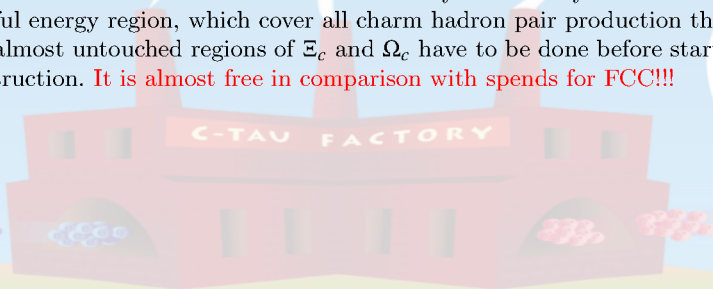 ful energy region, which cover all charm hadron pair production th
almost untouched regions of Ξc and Ωc have to be done before star
ruction. It is almost free in comparison with spends for FCC!!!
C-TAU FACTORY